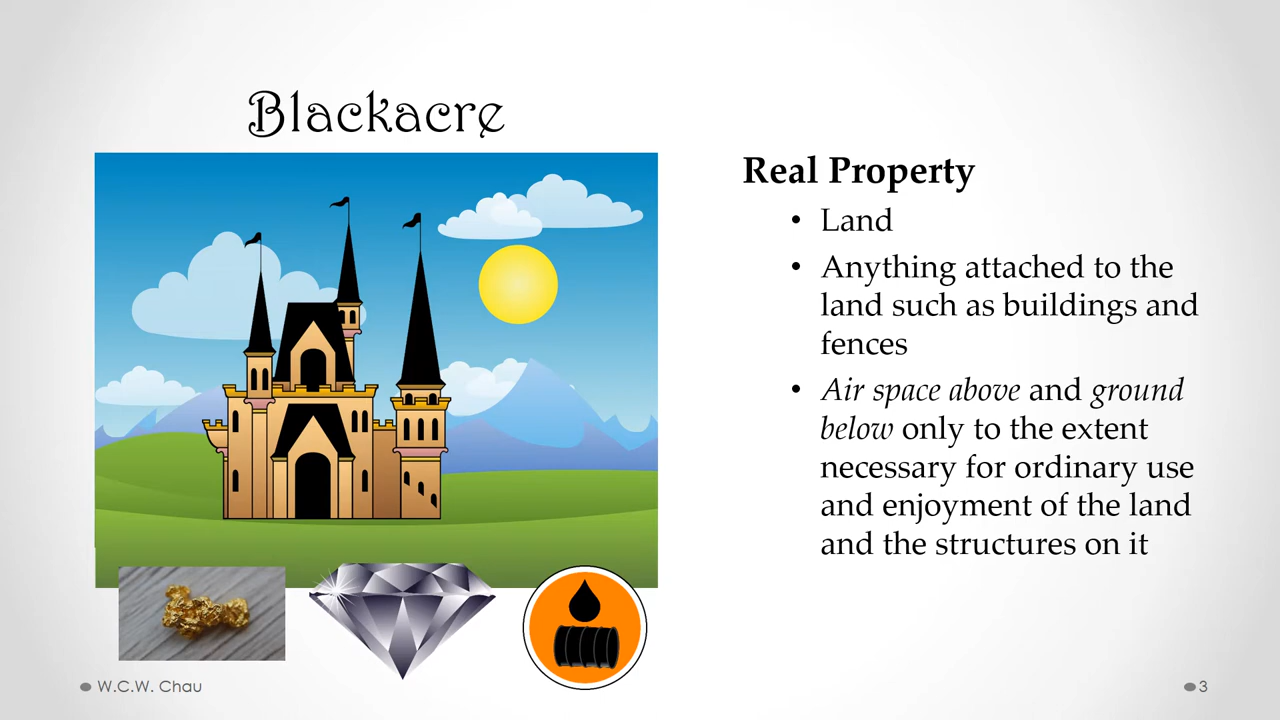 Blackacre
Real Property
• Land
• Anything attached to the
land such as buildings and
fences
• Air space above and ground
below only to the extent
necessary for ordinary use
and enjoyment of the land
and the structures on it
W.C.W. Chau
3